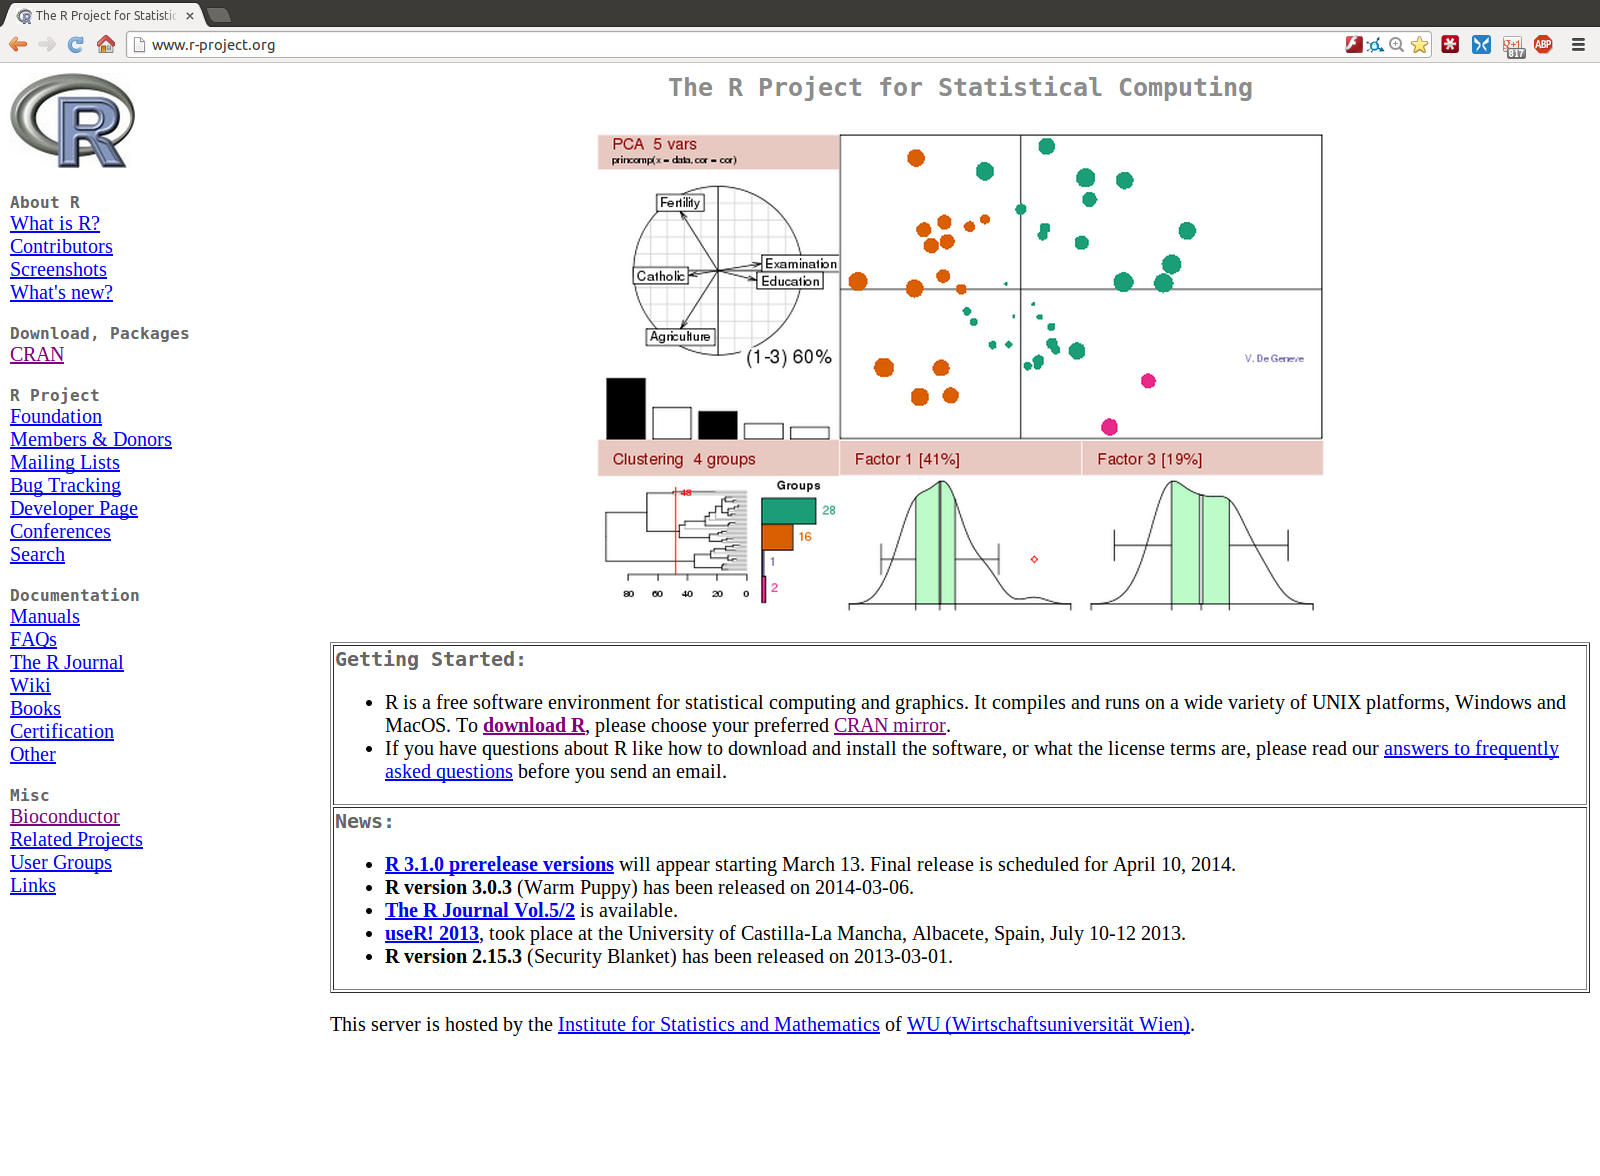 The R Project for Statistic
www.r-project.org
g+1
817
ABP
R
About R
What is R?
Contributors
Screenshots
What's new?
Download, Packages
CRAN
R Project
Foundation
Members & Donors
Mailing Lists
Bug Tracking
Developer Page
Conferences
Search
Documentation
Manuals
FAQs
The R Journal
Wiki
Books
Certification
Other
Misc
Bioconductor
Related Projects
User Groups
Links
The R Project for Statistical Computing
PCA 5 vars
princomp(x = data, cor = cor)
Fertility
Examination
Catholic
Education
Agriculture
(1-3) 60%
V. De Geneve
Clustering 4 groups
Factor 1 [41%]
Factor 3 [19%]
48
Groups
28
16
1
2
80 60 40 20 0
Getting Started:
• R is a free software environment for statistical computing and graphics. It compiles and runs on a wide variety of UNIX platforms, Windows and
MacOS. To download R, please choose your preferred CRAN mirror.
• If you have questions about R like how to download and install the software, or what the license terms are, please read our answers to frequently
asked questions before you send an email.
News:
• R 3.1.0 prerelease versions will appear starting March 13. Final release is scheduled for April 10, 2014.
• R version 3.0.3 (Warm Puppy) has been released on 2014-03-06.
• The R Journal Vol.5/2 is available.
• useR! 2013, took place at the University of Castilla-La Mancha, Albacete, Spain, July 10-12 2013.
• R version 2.15.3 (Security Blanket) has been released on 2013-03-01.
This server is hosted by the Institute for Statistics and Mathematics of WU (Wirtschaftsuniversität Wien).